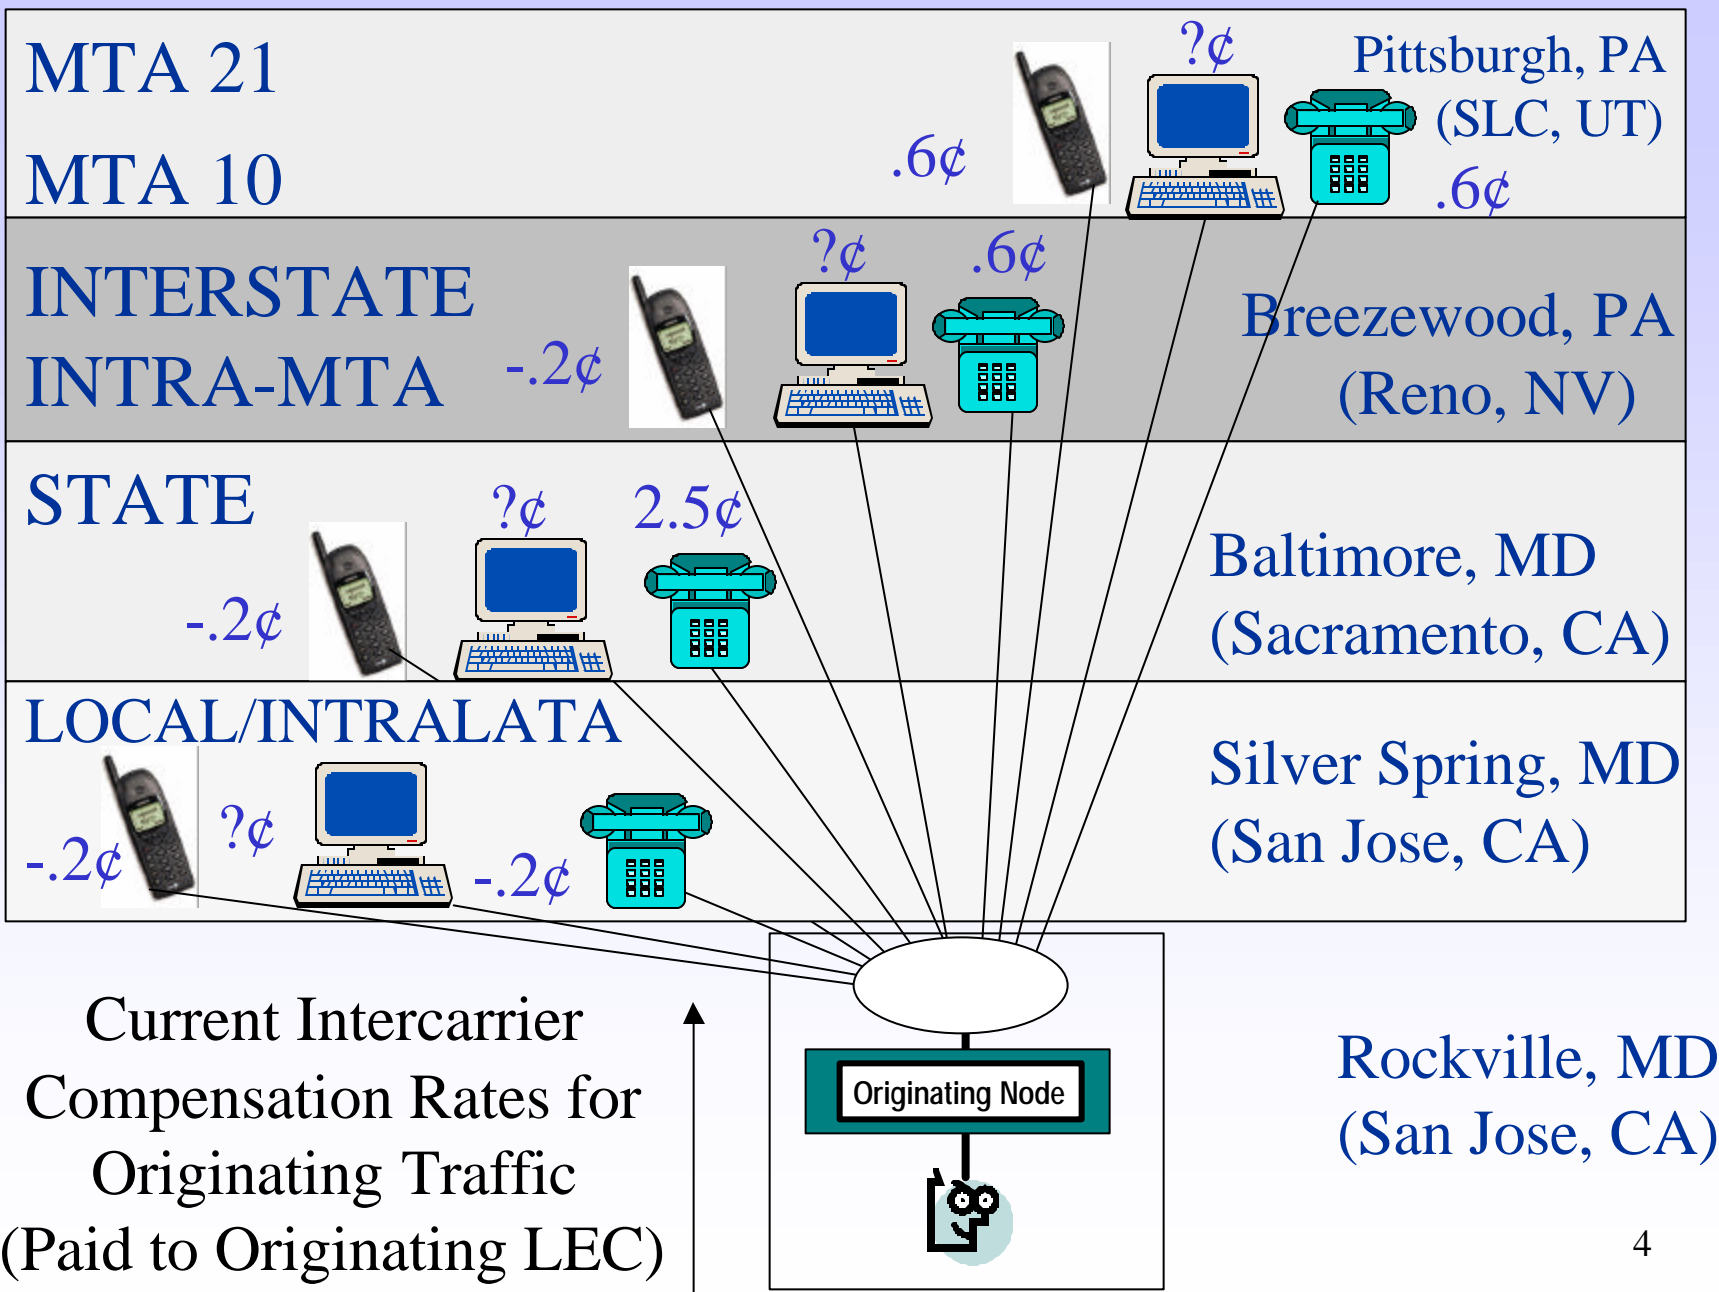 MTA 21
MTA 10
?¢
.6¢
Pittsburgh, PA
(SLC, UT)
.6¢
INTERSTATE
INTRA-MTA
-.2¢
?¢
.6¢
Breezewood, PA
(Reno, NV)
STATE
-.2¢
?¢
2.5¢
Baltimore, MD
(Sacramento, CA)
LOCAL/INTRALATA
-.2¢
?¢
-.2¢
Silver Spring, MD
(San Jose, CA)
Current Intercarrier
Compensation Rates for
Originating Traffic
(Paid to Originating LEC)
Originating Node
Rockville, MD
(San Jose, CA)
4